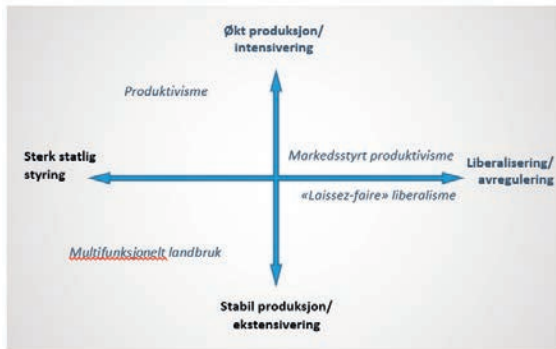 Økt produksjon/
intensivering
Produktivisme
Sterk statlig
styring
Markedsstyrt produktivisme
Liberalisering/
avregulering
«Laissez-faire» liberalisme
Multifunksjonelt landbruk
Stabil produksjon/
ekstensivering